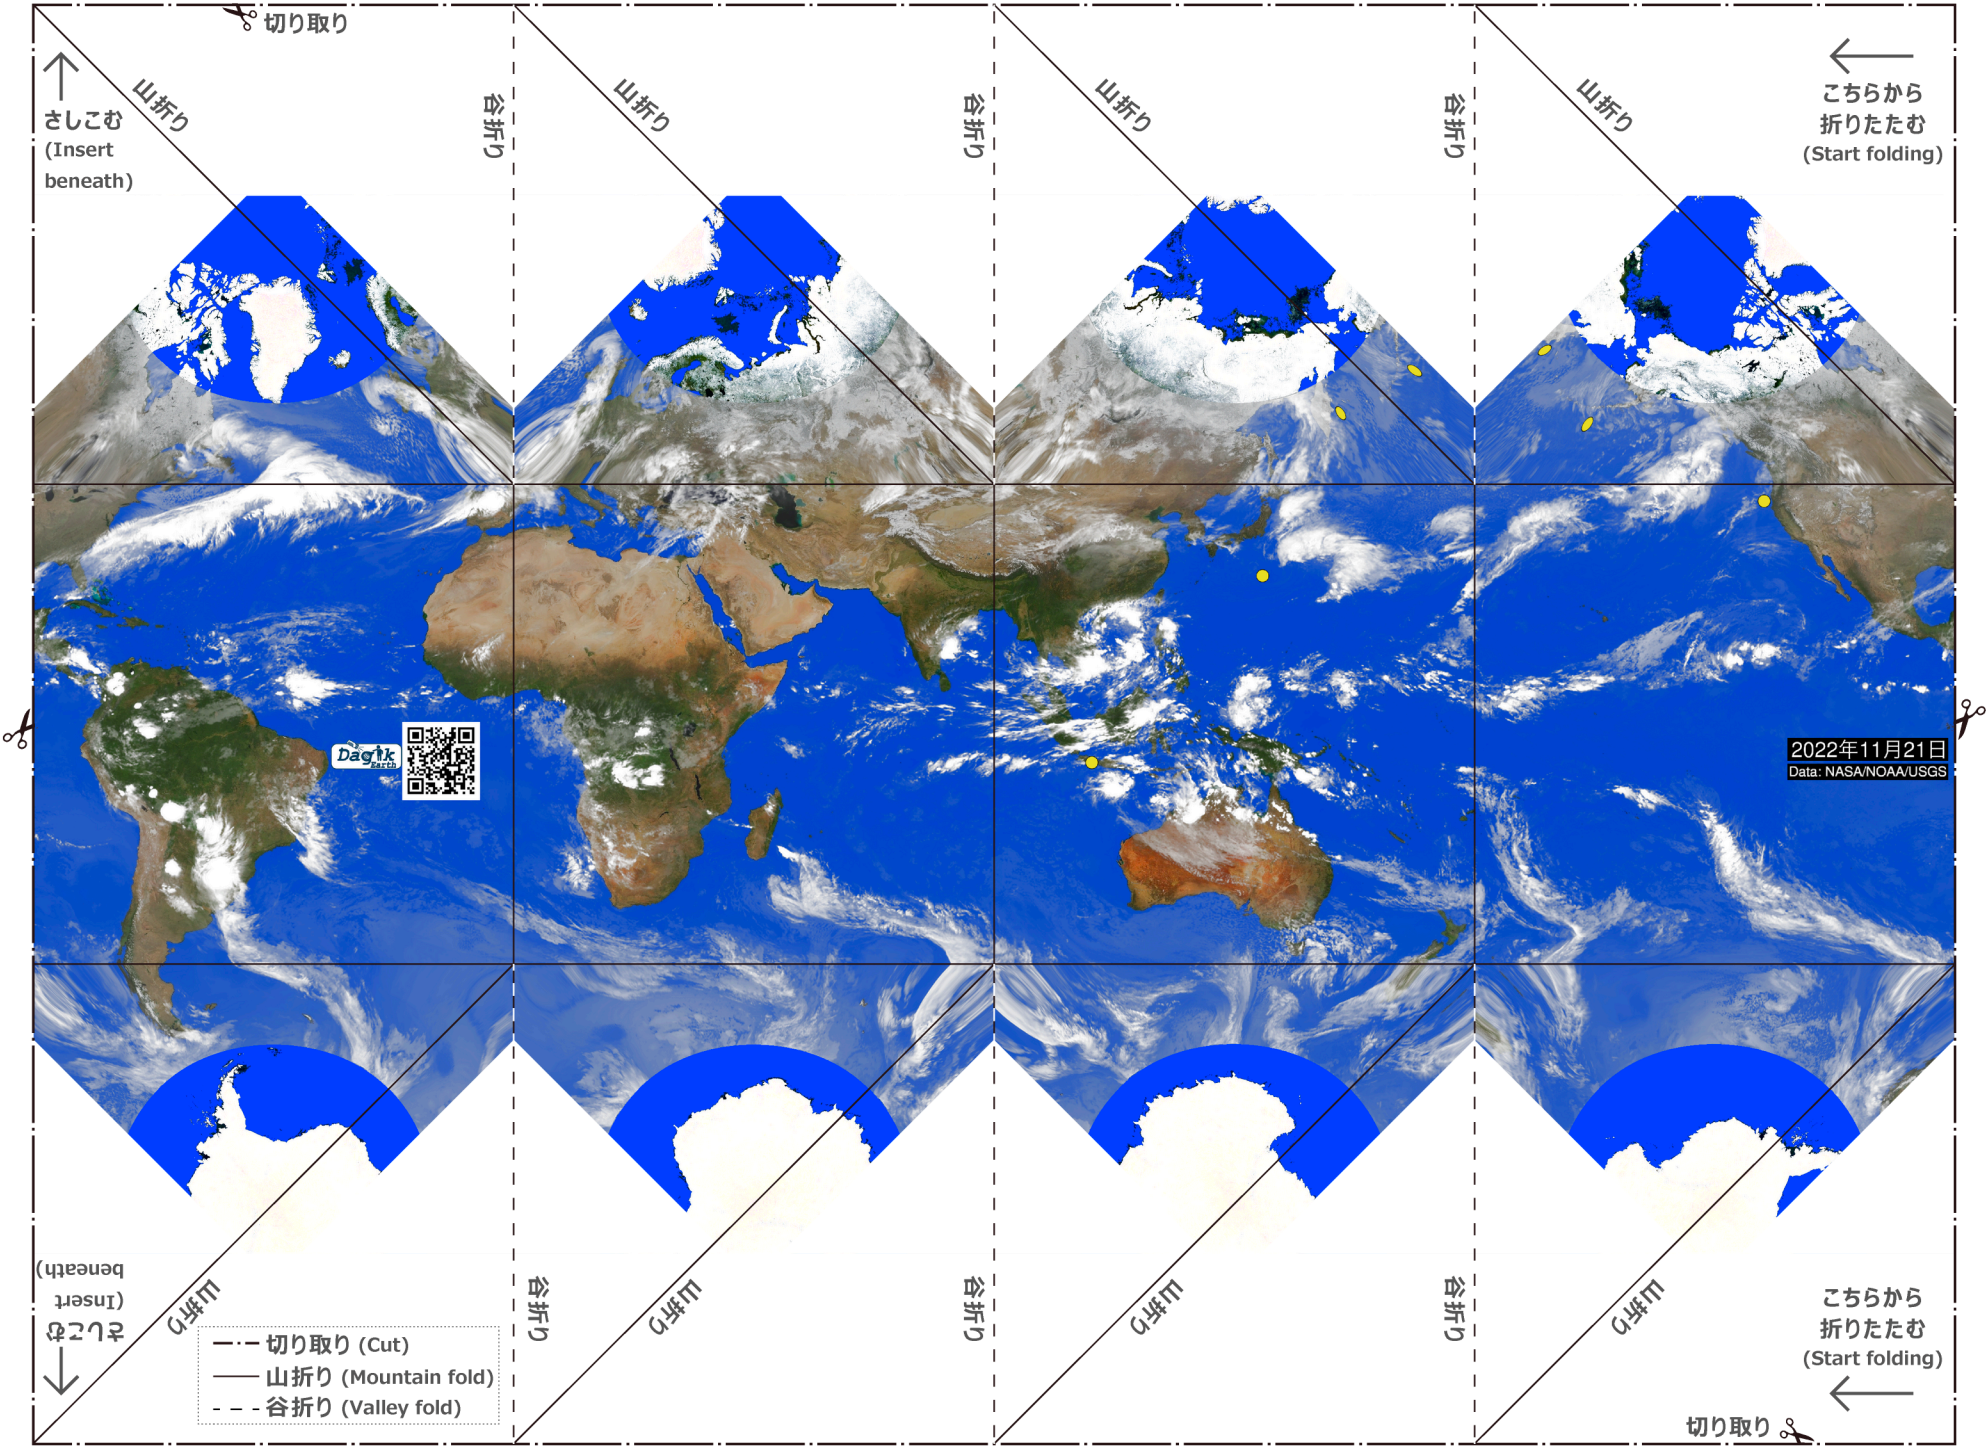 切り取り
さしこむ
(Insert
beneath)
山折り
谷折り
山折り
谷折り
山折り
谷折り
山折り
こちらから
折りたたむ
(Start folding)
Dagik
Earth
2022年11月21日
Data: NASA/NOAA/USGS
さしこむ
(Insert
beneath)
山折り
谷折り
山折り
谷折り
山折り
谷折り
山折り
こちらから
折りたたむ
(Start folding)
切り取り (Cut)
山折り (Mountain fold)
谷折り (Valley fold)
切り取り